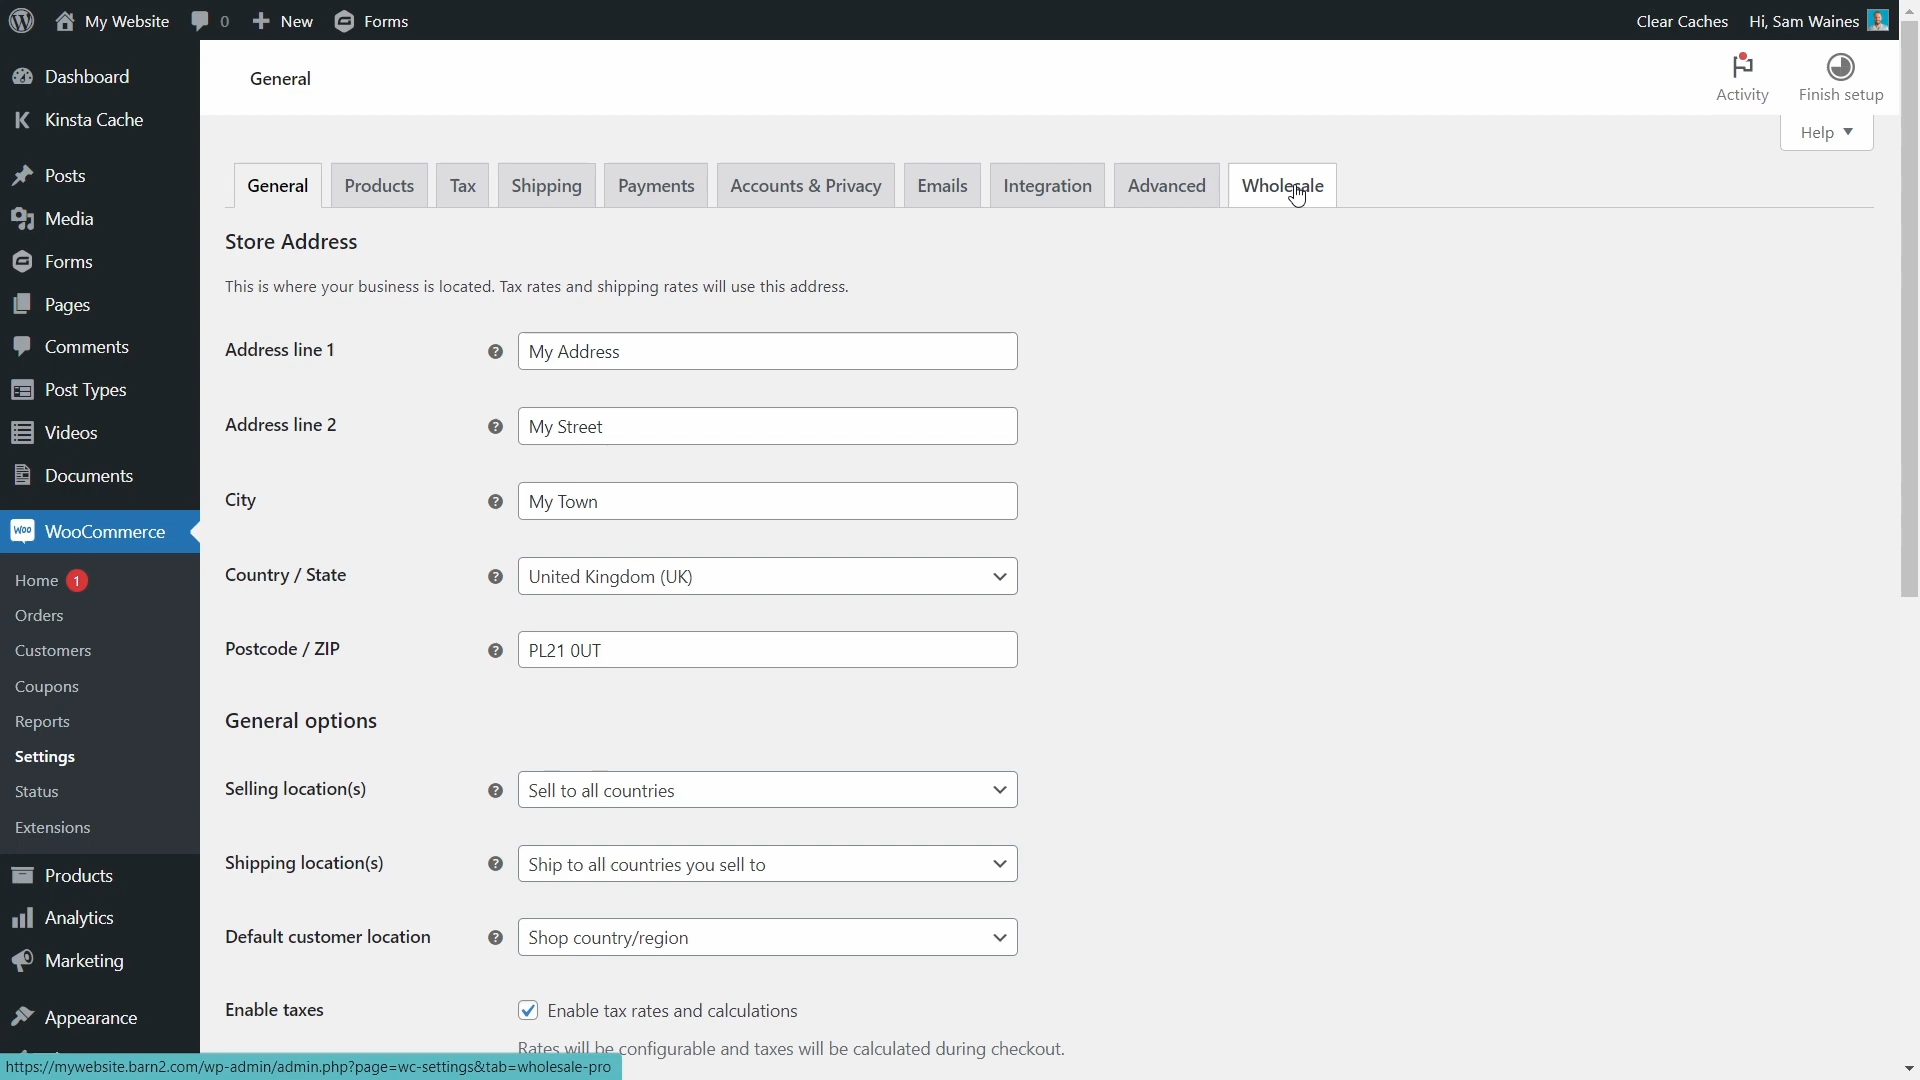 My Website
0
New
Forms
Clear Caches
Hi, Sam Waines
Dashboard
Kinsta Cache
Posts
Media
Forms
Pages
Comments
Post Types
Videos
Documents
Woo
WooCommerce
Home 1
Orders
Customers
Coupons
Reports
Settings
Status
Extensions
Products
Analytics
Marketing
Appearance
General
Activity
Finish setup
Help
General
Products
Tax
Shipping
Payments
Accounts & Privacy
Emails
Integration
Advanced
Wholesale
Store Address
This is where your business is located. Tax rates and shipping rates will use this address.
Address line 1
My Address
Address line 2
My Street
City
My Town
Country / State
United Kingdom (UK)
Postcode / ZIP
PL21 0UT
General options
Selling location(s)
Sell to all countries
Shipping location(s)
Ship to all countries you sell to
Default customer location
Shop country/region
Enable taxes
Enable tax rates and calculations
Rates will be configurable and taxes will be calculated during checkout.
https://mywebsite.barn2.com/wp-admin/admin.php?page=wc-settings&tab=wholesale-pro